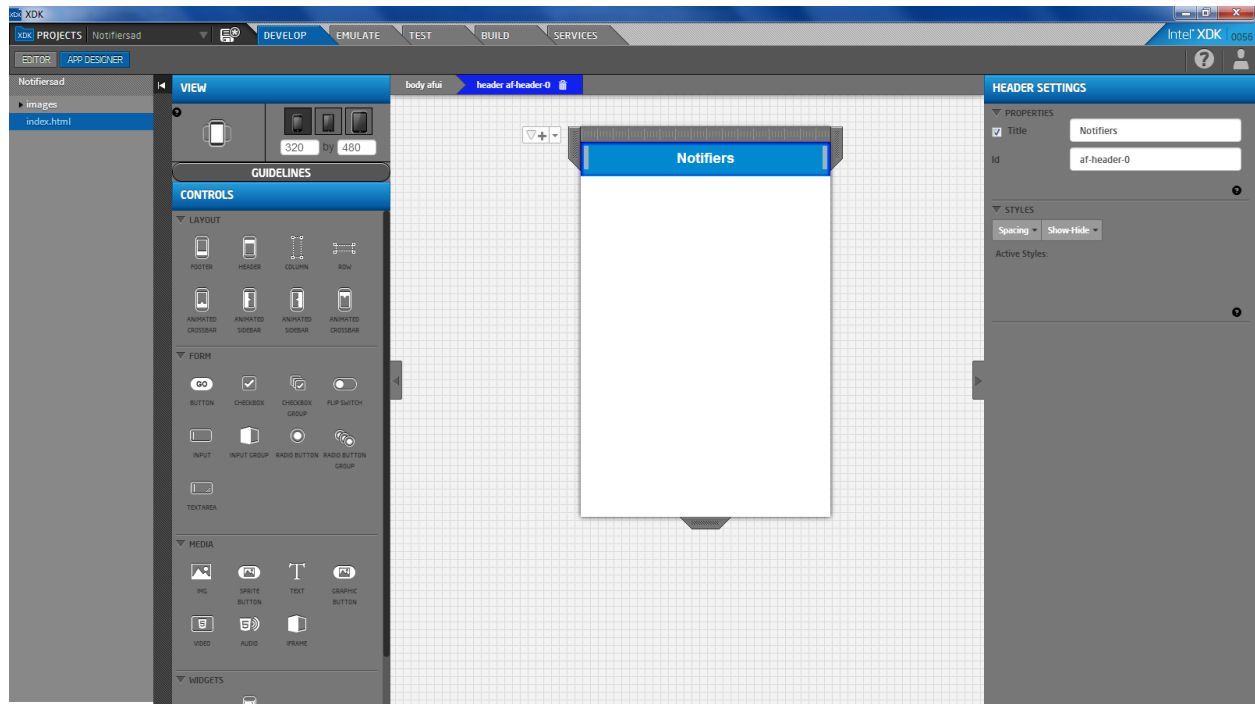 XDK XDK
XDK PROJECTS Notifiersad DEVELOP EMULATE TEST BUILD SERVICES Intel® XDK 0056
EDITOR APP DESIGNER
Notifiersad
images
index.html
VIEW
320 by 480
GUIDELINES
CONTROLS
LAYOUT
FOOTER HEADER COLUMN ROW
ANIMATED CROSSBAR
ANIMATED SIDEBAR
ANIMATED SIDEBAR
ANIMATED CROSSBAR
FORM
GO
BUTTON CHECKBOX CHECKBOX GROUP FLIP SWITCH
INPUT INPUT GROUP RADIO BUTTON RADIO BUTTON GROUP
TEXTAREA
MEDIA
IMG SPRITE BUTTON TEXT GRAPHIC BUTTON
VIDEO AUDIO IFRAME
WIDGETS
body afui header af-header-0
Notifiers
HEADER SETTINGS
PROPERTIES
Title Notifiers
Id af-header-0
STYLES
Spacing Show-Hide
Active Styles: